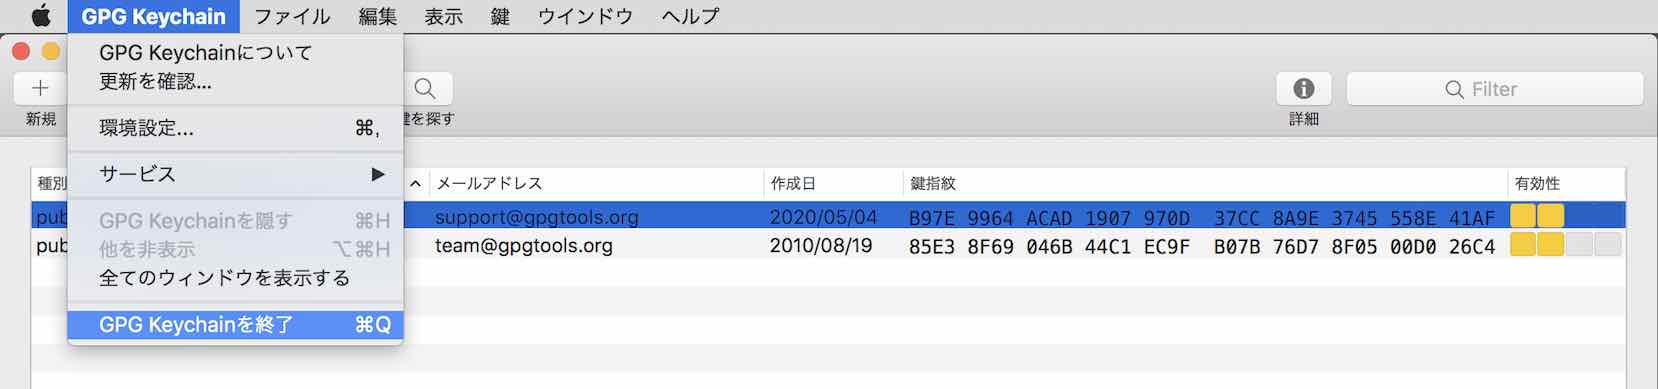 GPG Keychain ファイル 編集 表示 鍵 ウインドウ ヘルプ
GPG Keychainについて
更新を確認...
環境設定... ⌘,
サービス ▶
GPG Keychainを隠す ⌘H
他を非表示 ⌥⌘H
全てのウィンドウを表示する
GPG Keychainを終了 ⌘Q
新規 鍵を探す 詳細 Filter
種別 メールアドレス 作成日 鍵指紋 有効性
pub support@gpgtools.org 2020/05/04 B97E 9964 ACAD 1907 970D 37CC 8A9E 3745 558E 41AF
pub team@gpgtools.org 2010/08/19 85E3 8F69 046B 44C1 EC9F B07B 76D7 8F05 00D0 26C4